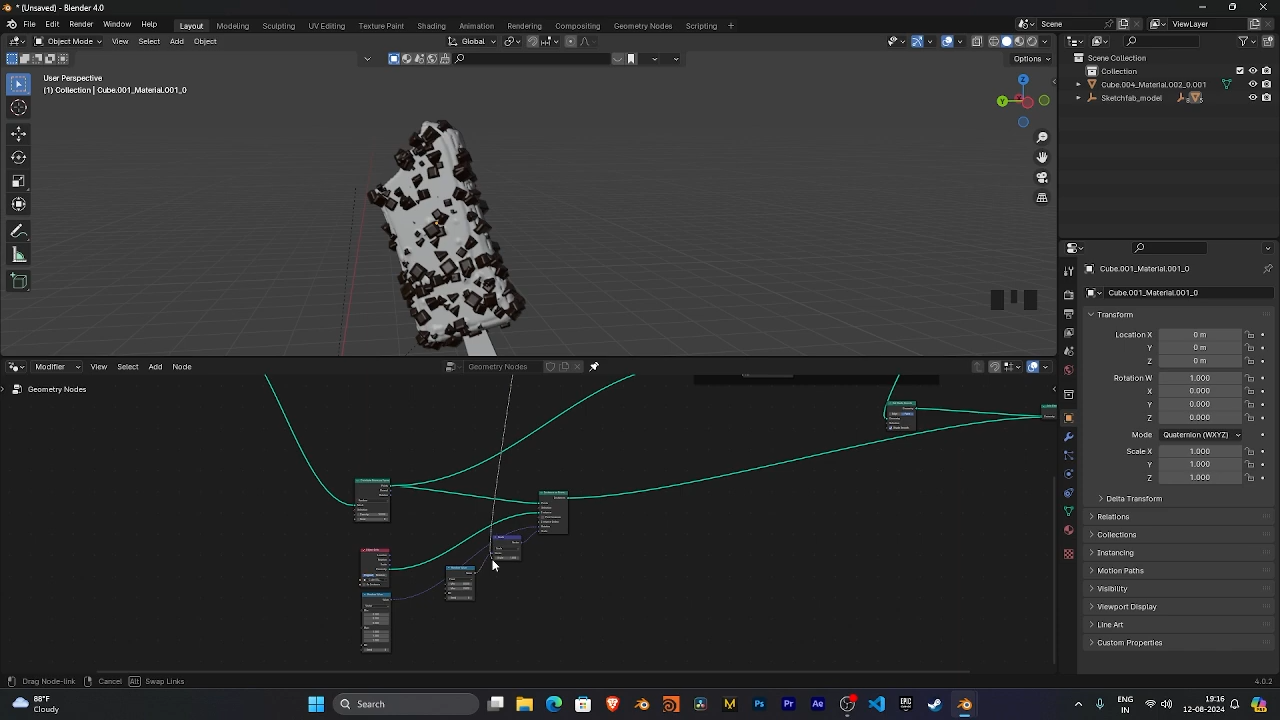 * (Unsaved) - Blender 4.0
File Edit Render Window Help Layout Modeling Sculpting UV Editing Texture Paint Shading Animation Rendering Compositing Geometry Nodes Scripting + Scene ViewLayer
Object Mode View Select Add Object Global
Options
User Perspective
(1) Collection | Cube.001_Material.001_0
Z
Y
Scene Collection
Collection
Cube.004_Material.002_0.001
Sketchfab_model
Cube.001_Material.001_0
Cube.001_Material.001_0
Transform
Location X 0 m
Y 0 m
Z 0 m
Rotation W 1.000
X 0.000
Y 0.000
Z 0.000
Mode Quaternion (WXYZ)
Scale X 1.000
Y 1.000
Z 1.000
Delta Transform
Relations
Collections
Instancing
Motion Paths
Visibility
Viewport Display
Line Art
Custom Properties
Modifier View Select Add Node Geometry Nodes
Geometry Nodes
Drag Node-link Cancel Alt Swap Links 4.0.2
88°F
Cloudy
Search
ENG
IN
19:16
12-08-2024